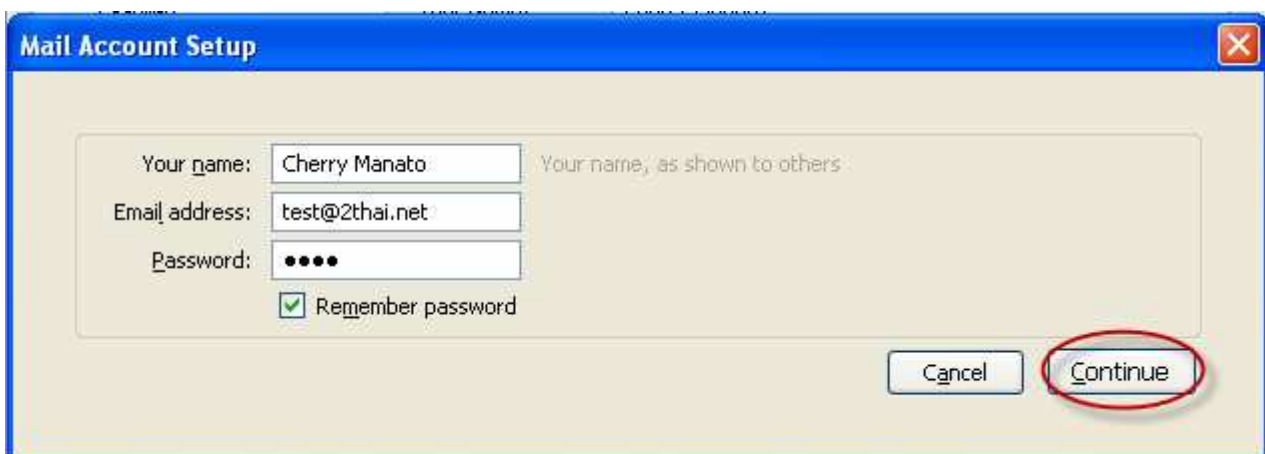 Mail Account Setup
Your name: Cherry Manato Your name, as shown to others
Email address: test@2thai.net
Password: ●●●●
Remember password
Cancel Continue